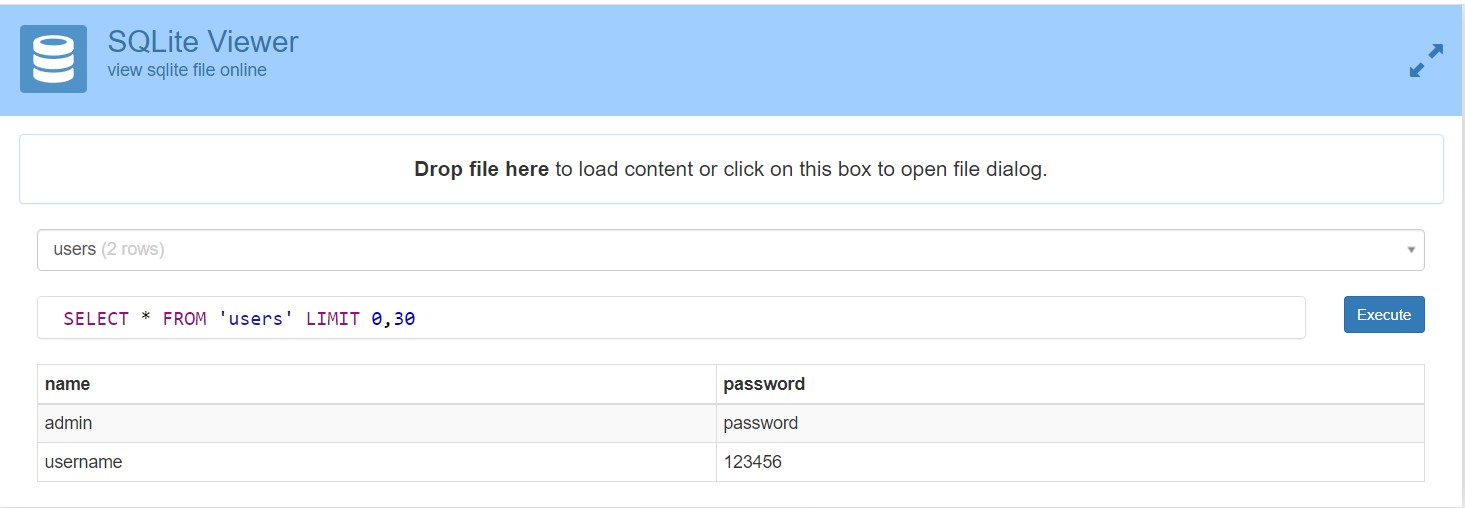 SQLite Viewer
view sqlite file online
Drop file here to load content or click on this box to open file dialog.
users (2 rows)
SELECT * FROM 'users' LIMIT 0,30
Execute
name password
admin password
username 123456